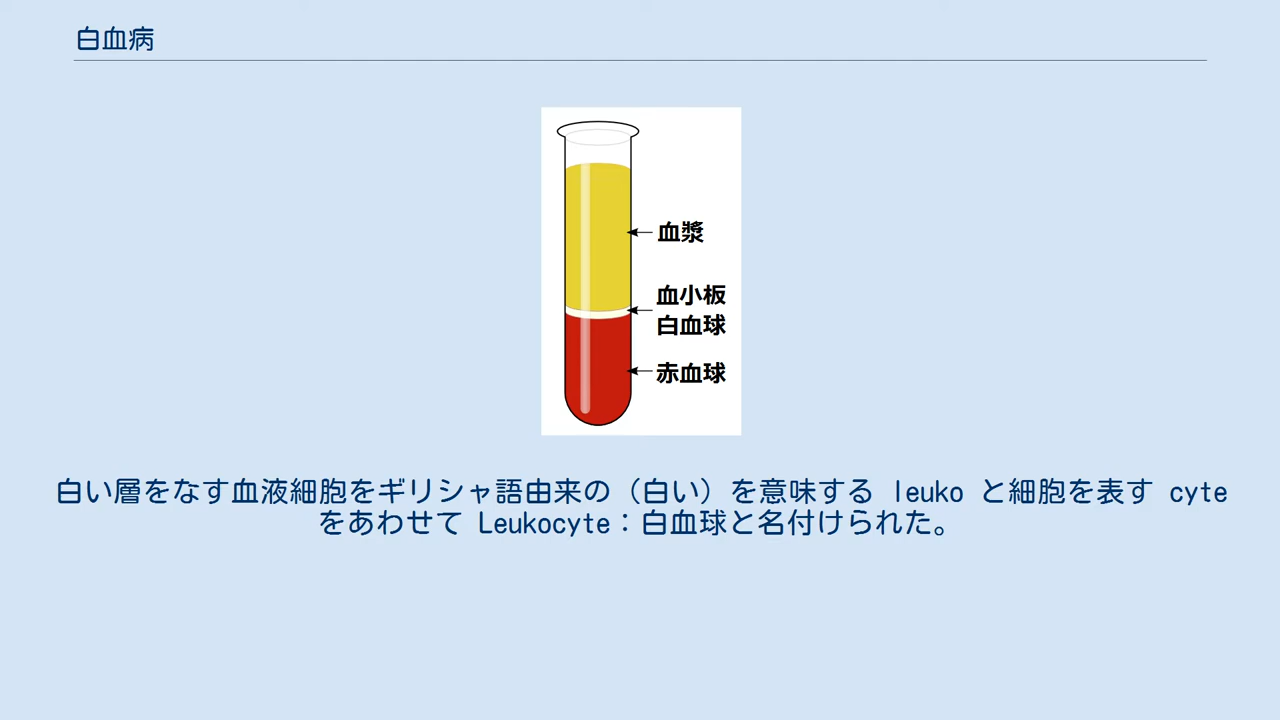 白血病
血漿
血小板
白血球
赤血球
白い層をなす血液細胞をギリシャ語由来の（白い）を意味する leuko と細胞を表す cyte
をあわせて Leukocyte：白血球と名付けられた。